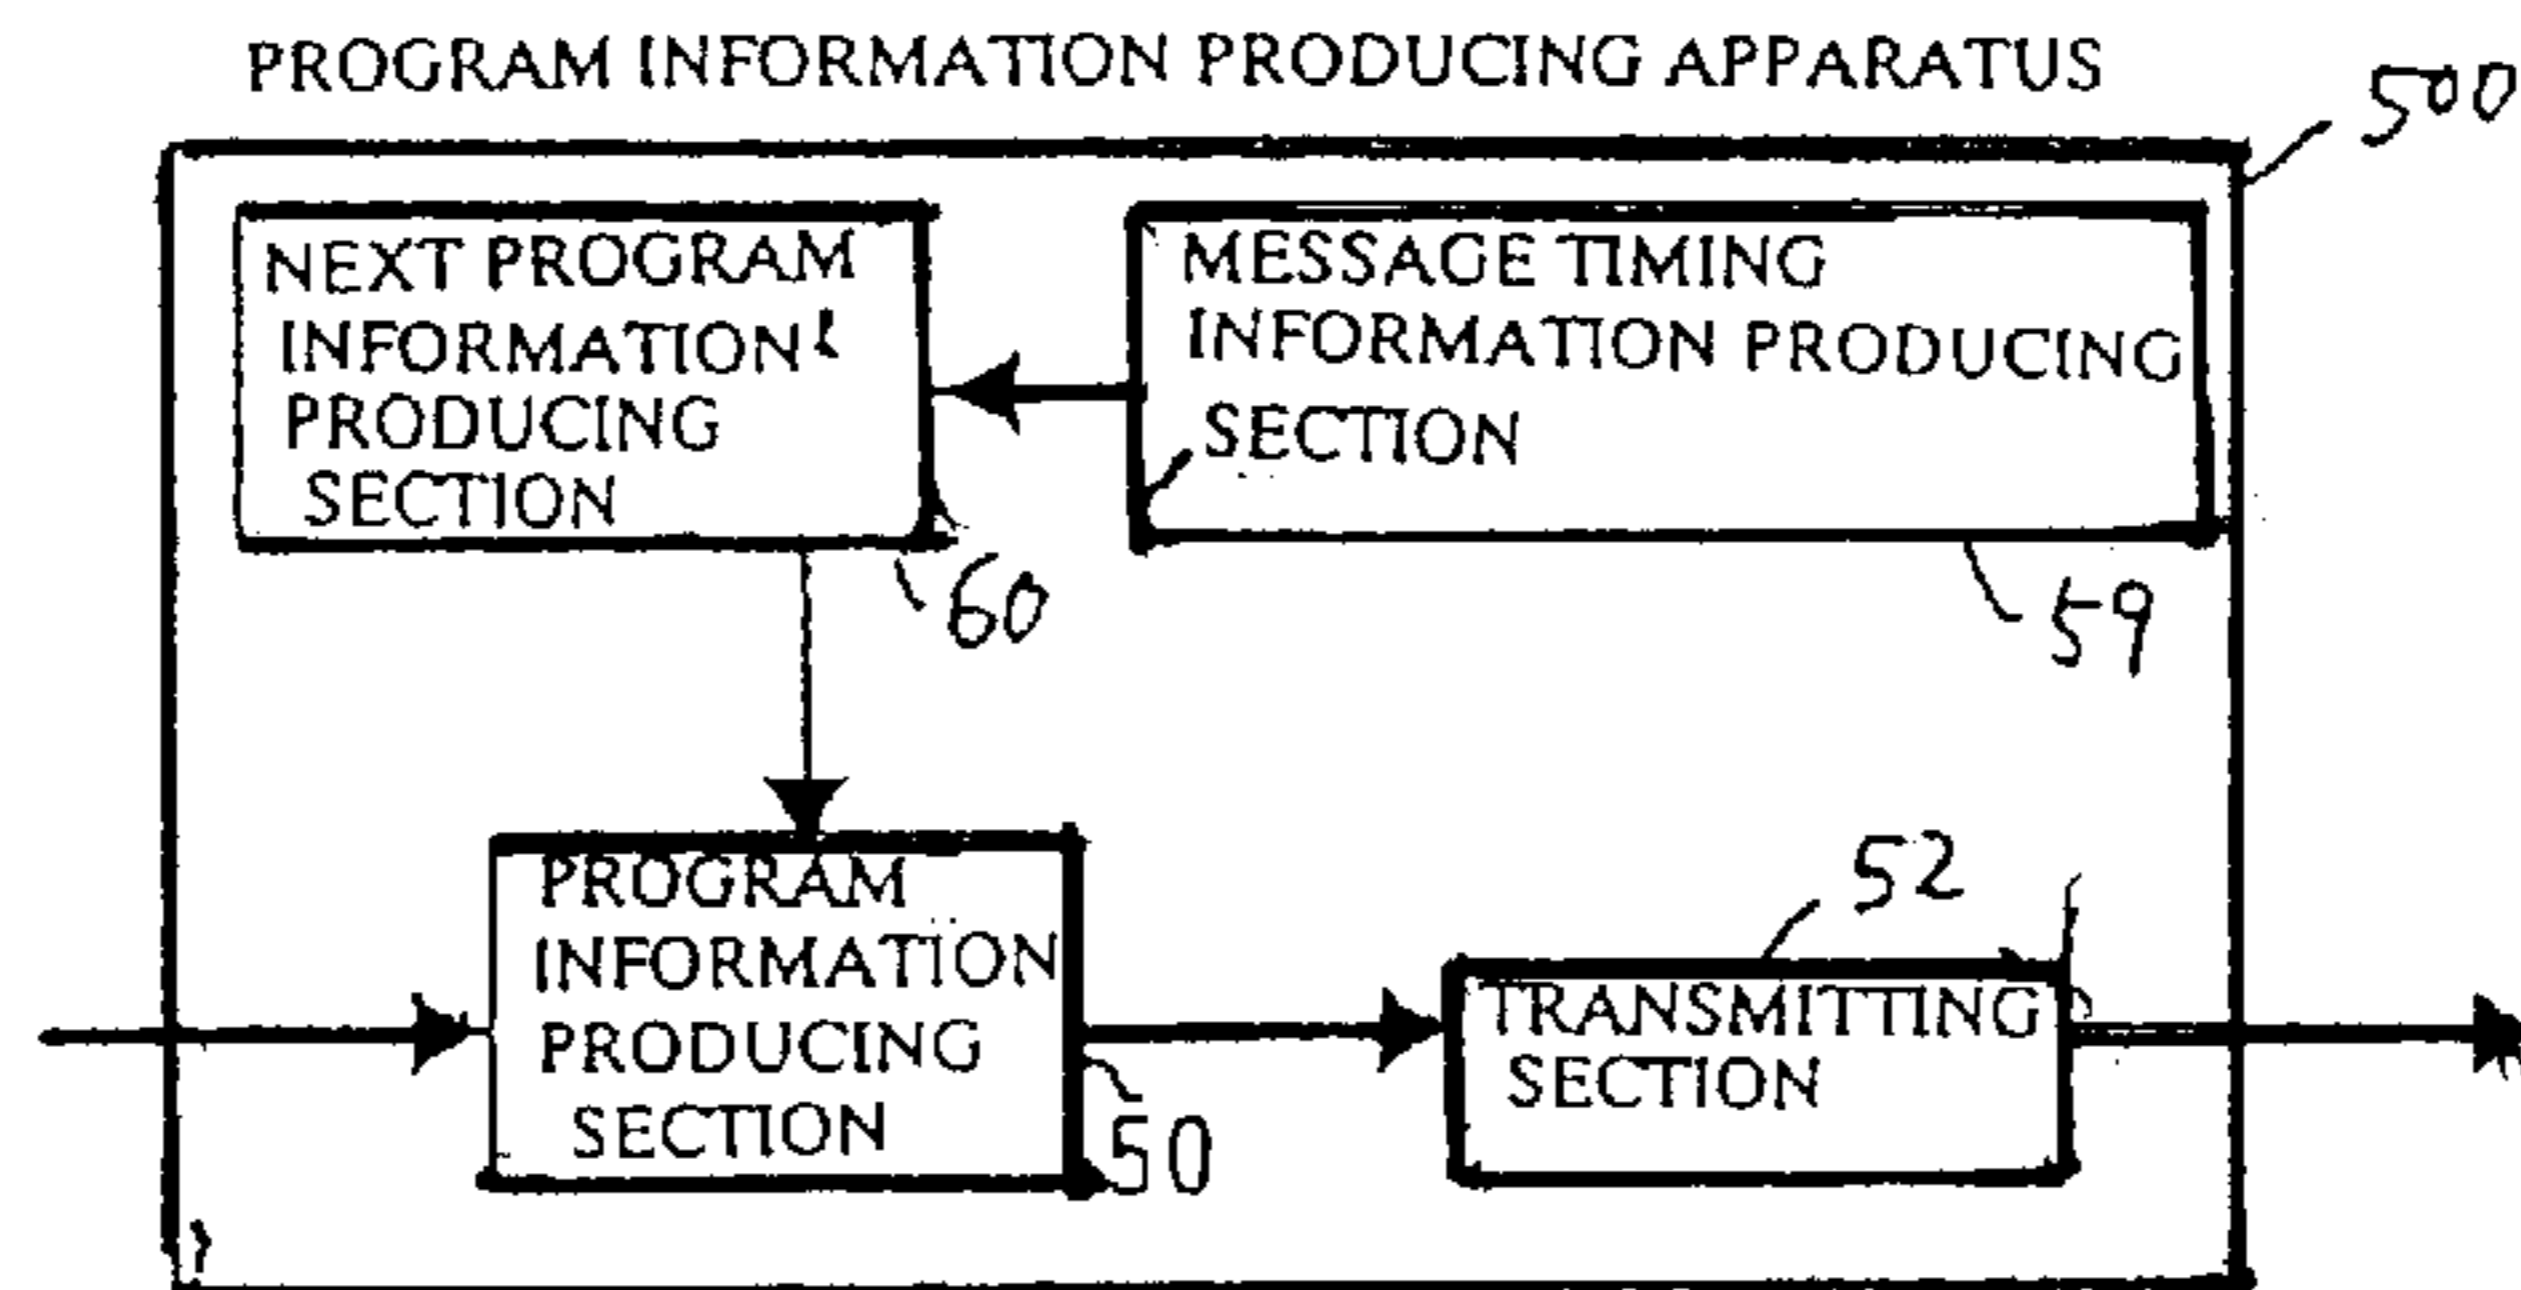 PROGRAM INFORMATION PRODUCING APPARATUS
500
NEXT PROGRAM
INFORMATION
PRODUCING
SECTION
60
MESSAGE TIMING
INFORMATION PRODUCING
SECTION
59
PROGRAM
INFORMATION
PRODUCING
SECTION
50
52
TRANSMITTING
SECTION